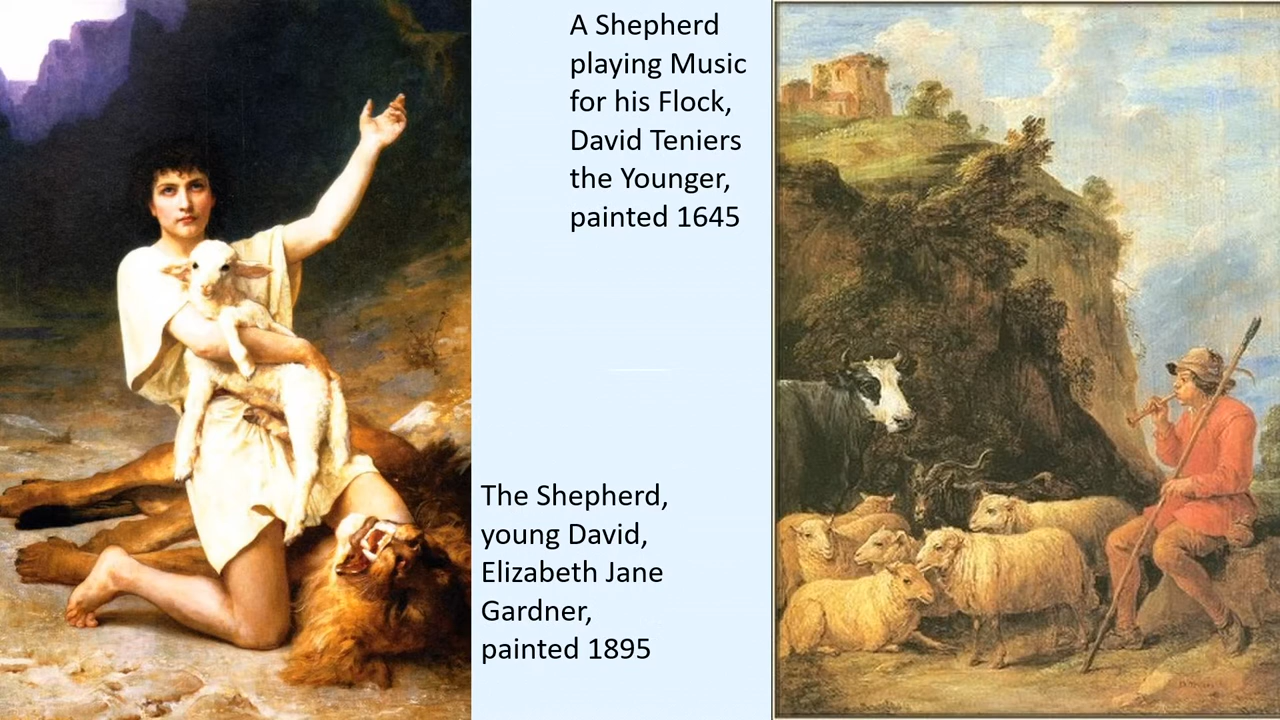 A Shepherd
playing Music
for his Flock,
David Teniers
the Younger,
painted 1645
The Shepherd,
young David,
Elizabeth Jane
Gardner,
painted 1895